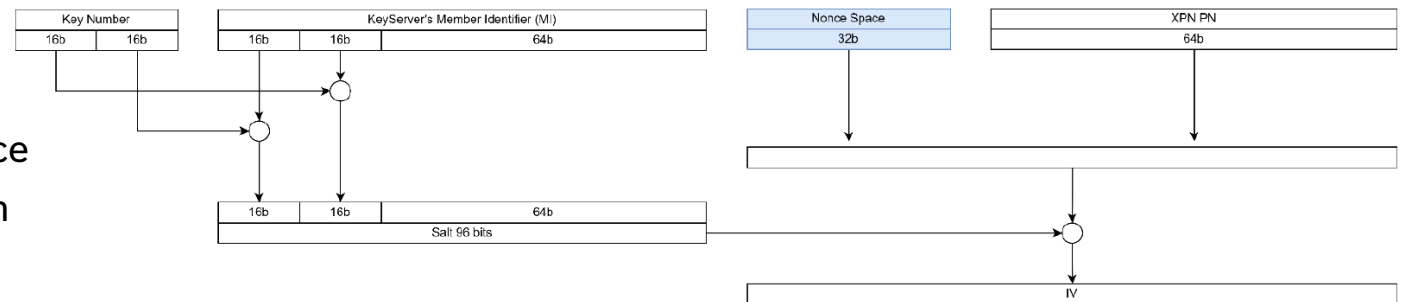 Key Number
16b 16b
KeyServer's Member Identifier (MI)
16b 16b 64b
Nonce Space
32b
XPN PN
64b
16b 16b 64b
Salt 96 bits
IV